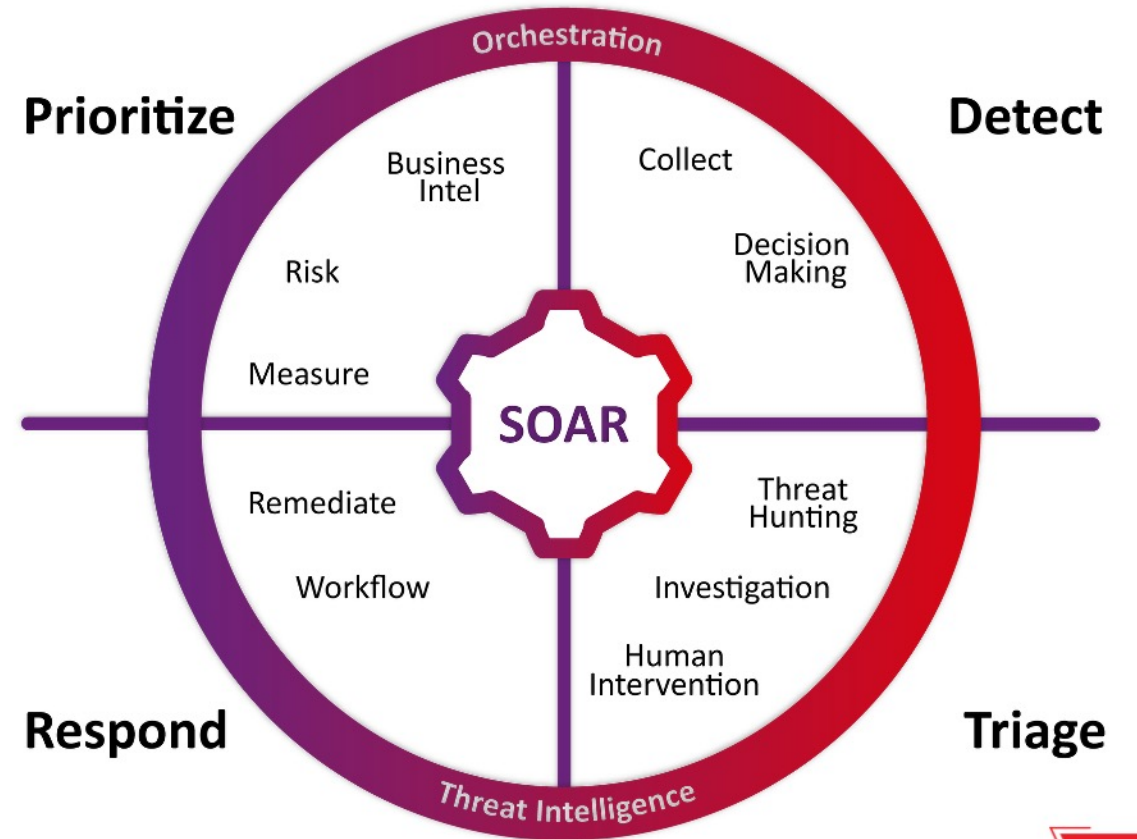 Orchestration
Prioritize
Detect
Business
Intel
Collect
Decision
Making
Risk
Measure
SOAR
Remediate
Threat
Hunting
Workflow
Investigation
Human
Intervention
Respond
Triage
Threat Intelligence